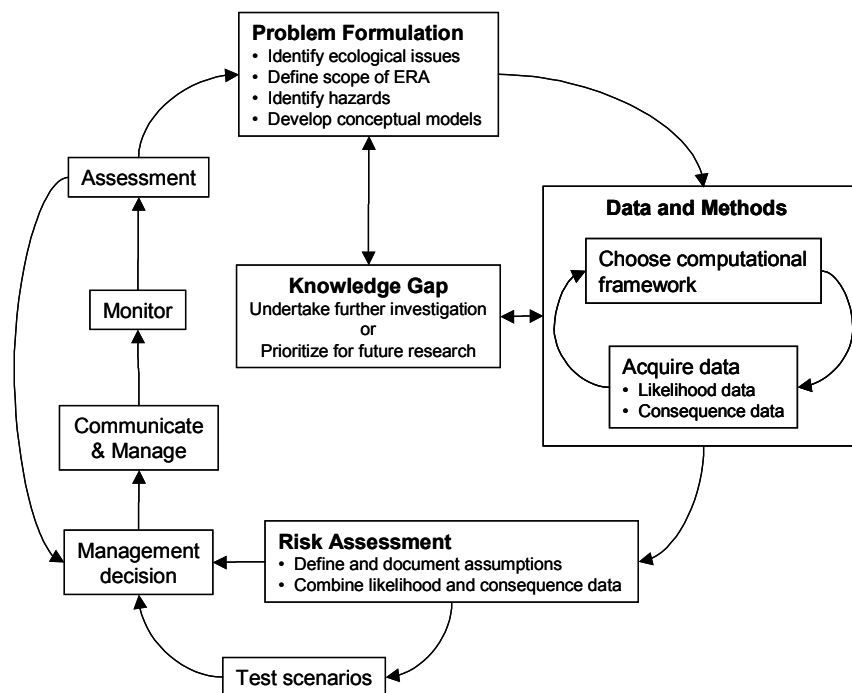 Problem Formulation
• Identify ecological issues
• Define scope of ERA
• Identify hazards
• Develop conceptual models
Assessment
Data and Methods
Choose computational
framework
Knowledge Gap
Undertake further investigation
or
Prioritize for future research
Monitor
Acquire data
• Likelihood data
• Consequence data
Communicate
& Manage
Risk Assessment
• Define and document assumptions
• Combine likelihood and consequence data
Management
decision
Test scenarios